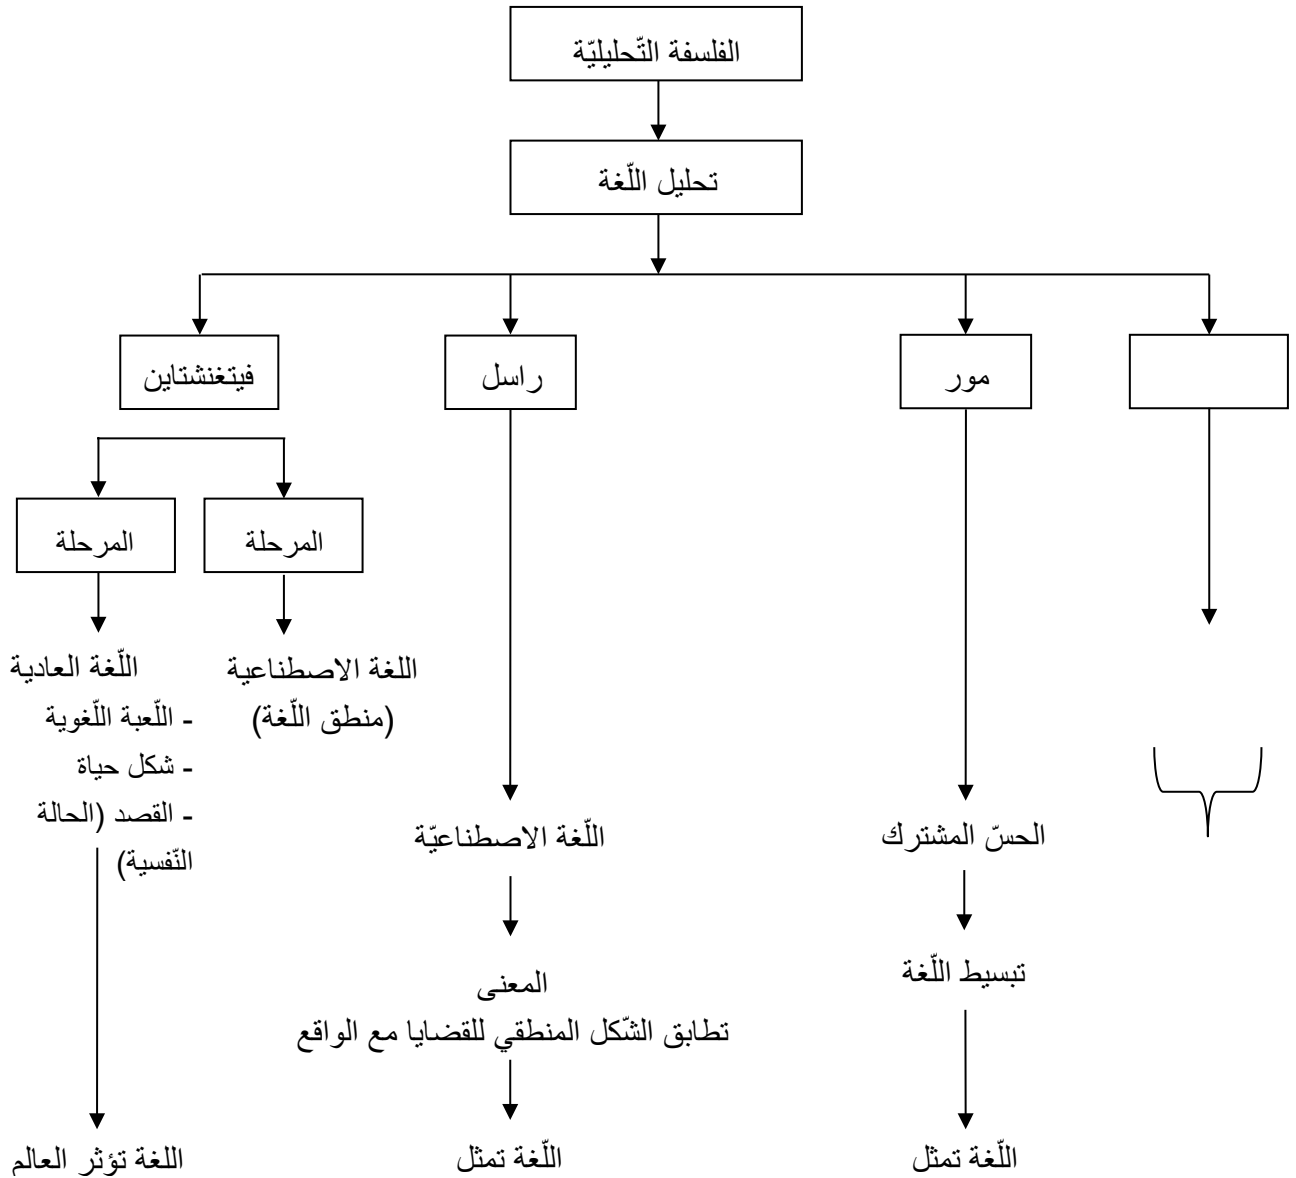 الفلسفة التّحليليّة
تحليل اللّغة
مور
راسل
فيتغنشتاين
المرحلة
المرحلة
اللغة الاصطناعية
(منطق اللّغة)
اللّغة العادية
- اللّعبة اللّغوية
- شكل حياة
- القصد (الحالة
النّفسية)
الحسّ المشترك
اللّغة الاصطناعيّة
تبسيط اللّغة
المعنى
تطابق الشّكل المنطقي للقضايا مع الواقع
اللّغة تمثل
اللّغة تمثل
اللغة تؤثر العالم